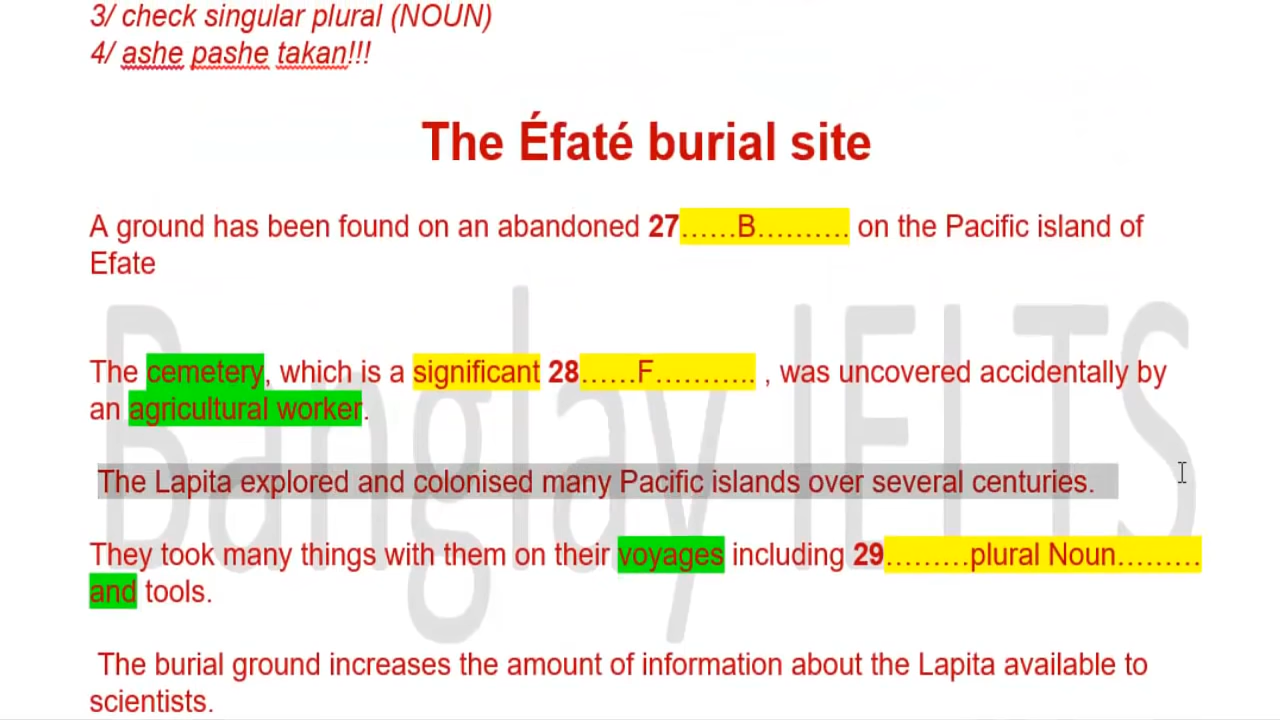 3/ check singular plural (NOUN)
4/ ashe pashe takan!!!
The Éfaté burial site
A ground has been found on an abandoned 27......B.......... on the Pacific island of
Efate
The cemetery, which is a significant 28......F........... , was uncovered accidentally by
an agricultural worker.
The Lapita explored and colonised many Pacific islands over several centuries.
They took many things with them on their voyages including 29.........plural Noun.........
and tools.
The burial ground increases the amount of information about the Lapita available to
scientists.
Banglay IELTS